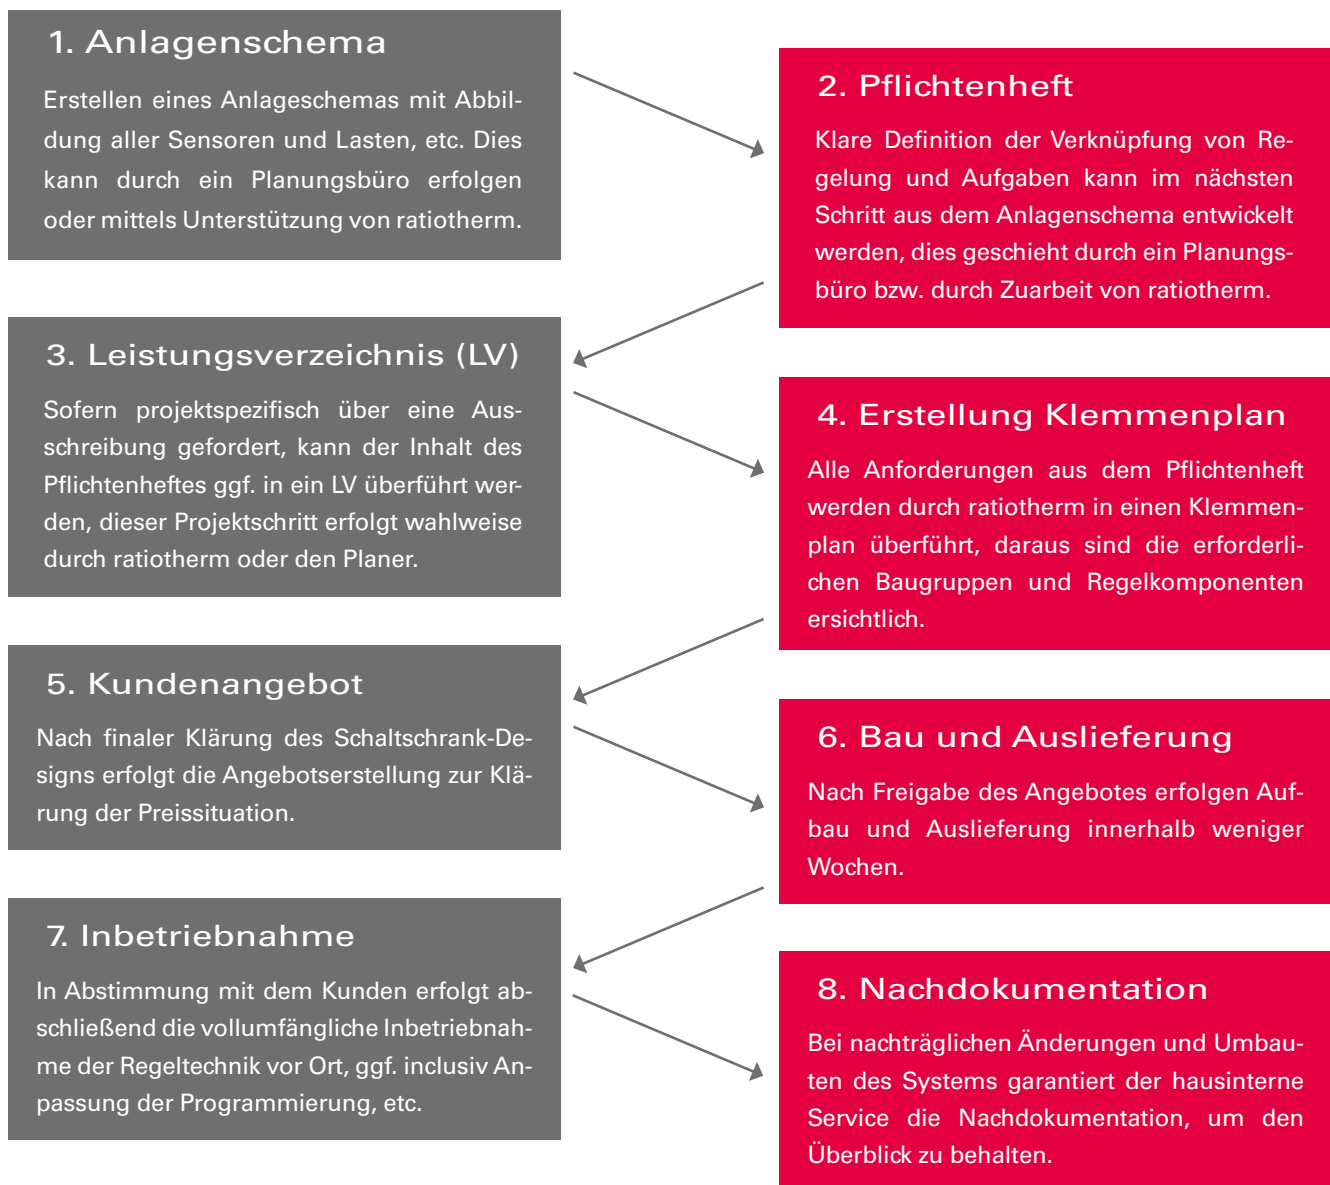 1. Anlagenschema
Erstellen eines Anlageschemas mit Abbil-
dung aller Sensoren und Lasten, etc. Dies
kann durch ein Planungsbüro erfolgen
oder mittels Unterstützung von ratiotherm.
2. Pflichtenheft
Klare Definition der Verknüpfung von Re-
gelung und Aufgaben kann im nächsten
Schritt aus dem Anlagenschema entwickelt
werden, dies geschieht durch ein Planungs-
büro bzw. durch Zuarbeit von ratiotherm.
3. Leistungsverzeichnis (LV)
Sofern projektspezifisch über eine Aus-
schreibung gefordert, kann der Inhalt des
Pflichtenheftes ggf. in ein LV überführt wer-
den, dieser Projektschritt erfolgt wahlweise
durch ratiotherm oder den Planer.
4. Erstellung Klemmenplan
Alle Anforderungen aus dem Pflichtenheft
werden durch ratiotherm in einen Klemmen-
plan überführt, daraus sind die erforderli-
chen Baugruppen und Regelkomponenten
ersichtlich.
5. Kundenangebot
Nach finaler Klärung des Schaltschrank-De-
signs erfolgt die Angebotserstellung zur Klä-
rung der Preissituation.
6. Bau und Auslieferung
Nach Freigabe des Angebotes erfolgen Auf-
bau und Auslieferung innerhalb weniger
Wochen.
7. Inbetriebnahme
In Abstimmung mit dem Kunden erfolgt ab-
schließend die vollumfängliche Inbetriebnah-
me der Regeltechnik vor Ort, ggf. inclusiv An-
passung der Programmierung, etc.
8. Nachdokumentation
Bei nachträglichen Änderungen und Umbau-
ten des Systems garantiert der hausinterne
Service die Nachdokumentation, um den
Überblick zu behalten.